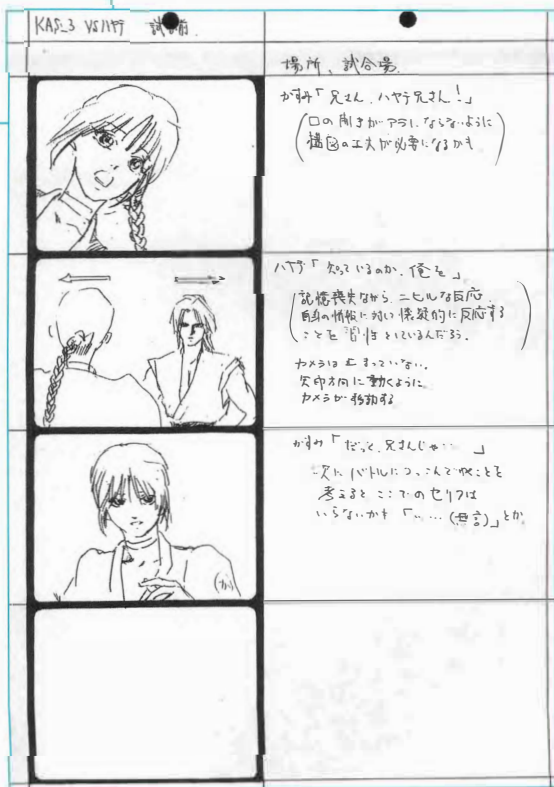 KAS_3 VSハヤテ 試合前.
場所、試合場.
かすみ「兄さん、ハヤテ兄さん!」
(口の開きがアラにならないように
構図の工夫が必要になるかも)
ハヤテ「知っているのか、俺を」
(記憶喪失ながら、ニヒルな反応.
自身の情報に対して懐疑的に反応する
ことを習性としているんだろう.)
カメラは止まっていない.
矢印方向に動くように
カメラが移動する
かすみ「だって、兄さんじゃ…」
次にバトルにつっこんでゆくことを
考えると ここでのセリフは
いらないかも「……(無言)」とか.